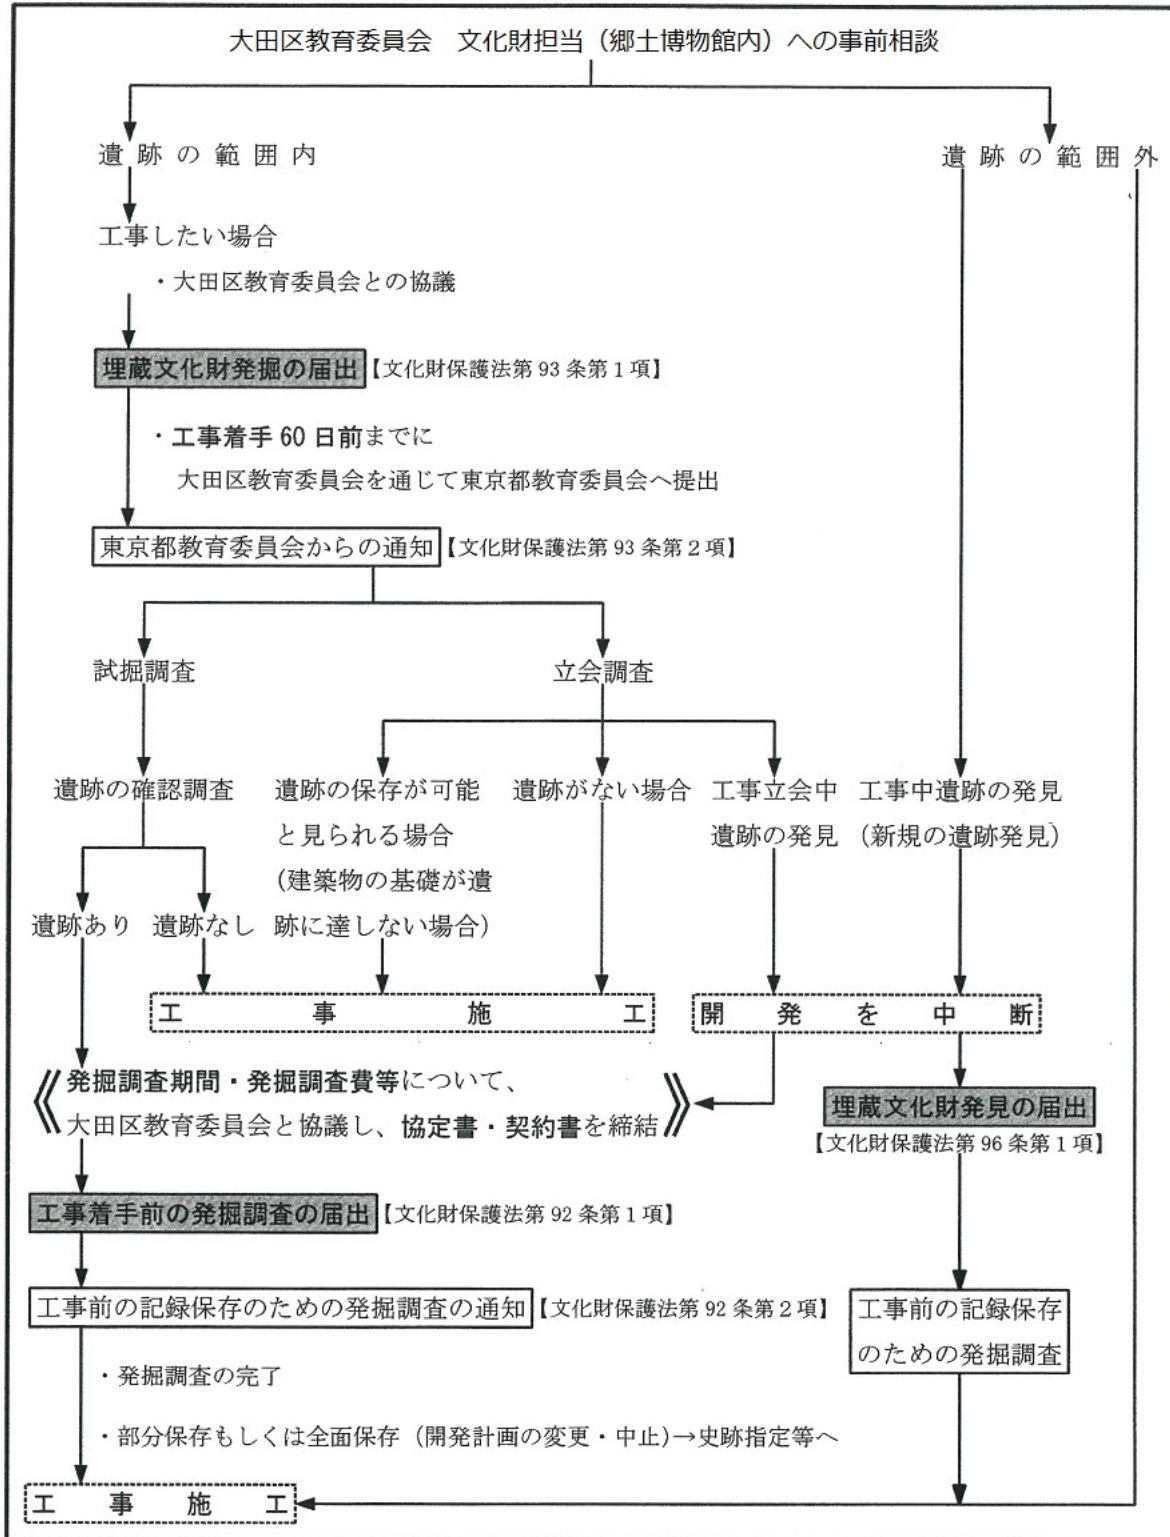 大田区教育委員会　文化財担当（郷土博物館内）への事前相談
遺跡の範囲内
遺跡の範囲外
工事したい場合
・大田区教育委員会との協議
埋蔵文化財発掘の届出【文化財保護法第93条第1項】
・工事着手60日前までに
大田区教育委員会を通じて東京都教育委員会へ提出
東京都教育委員会からの通知【文化財保護法第93条第2項】
試掘調査
立会調査
遺跡の確認調査
遺跡の保存が可能
と見られる場合
(建築物の基礎が遺
跡に達しない場合)
遺跡がない場合
工事立会中
遺跡の発見
工事中遺跡の発見
(新規の遺跡発見)
遺跡あり
遺跡なし
工事施工
開発を中断
《発掘調査期間・発掘調査費等について、
大田区教育委員会と協議し、協定書・契約書を締結》
埋蔵文化財発見の届出
【文化財保護法第96条第1項】
工事着手前の発掘調査の届出【文化財保護法第92条第1項】
工事前の記録保存のための発掘調査の通知【文化財保護法第92条第2項】
工事前の記録保存
のための発掘調査
・発掘調査の完了
・部分保存もしくは全面保存（開発計画の変更・中止）→史跡指定等へ
工事施工